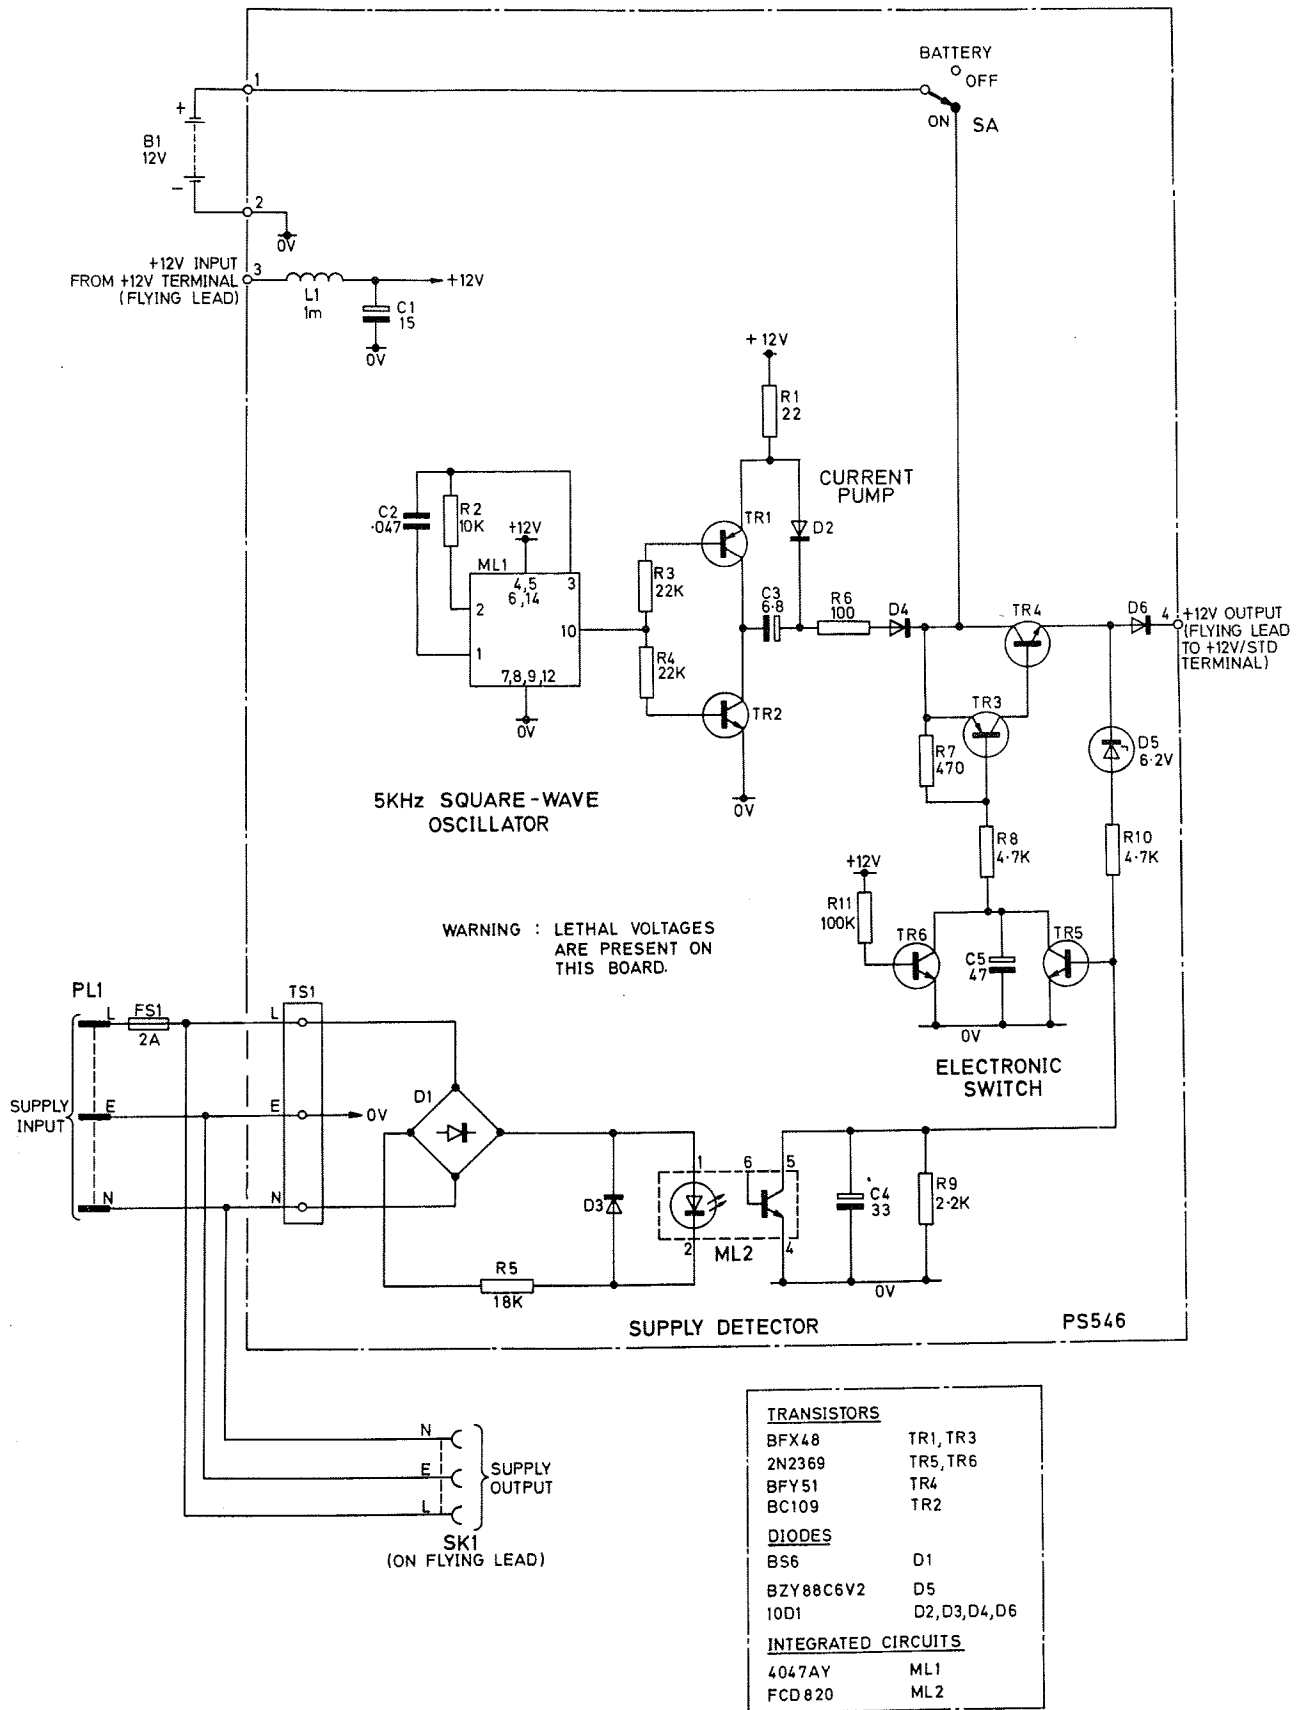 BATTERY
OFF
ON
SA
1
+
B1
12V
-
2
0V
+12V INPUT
FROM +12V TERMINAL
(FLYING LEAD)
3
L1
1m
+12V
C1
15
0V
+12V
R1
22
CURRENT
PUMP
C2
·047
R2
10K
+12V
TR1
D2
ML1
4,5
6,14
3
2
10
1
7,8,9,12
0V
R3
22K
R4
22K
C3
6·8
R6
100
D4
TR4
D6
4
+12V OUTPUT
(FLYING LEAD
TO +12V/STD
TERMINAL)
TR2
0V
TR3
R7
470
D5
6·2V
5KHz SQUARE-WAVE
OSCILLATOR
R8
4·7K
R10
4·7K
+12V
R11
100K
TR6
C5
47
TR5
0V
WARNING : LETHAL VOLTAGES
ARE PRESENT ON
THIS BOARD.
ELECTRONIC
SWITCH
PL1
L
FS1
2A
L
TS1
SUPPLY
INPUT
E
E
0V
N
N
D1
D3
1
6
5
2
4
ML2
C4
33
R9
2·2K
0V
R5
18K
SUPPLY DETECTOR
PS546
N
E
L
SUPPLY
OUTPUT
SK1
(ON FLYING LEAD)
TRANSISTORS
BFX48 TR1, TR3
2N2369 TR5, TR6
BFY51 TR4
BC109 TR2
DIODES
BS6 D1
BZY88C6V2 D5
10D1 D2, D3, D4, D6
INTEGRATED CIRCUITS
4047AY ML1
FCD820 ML2